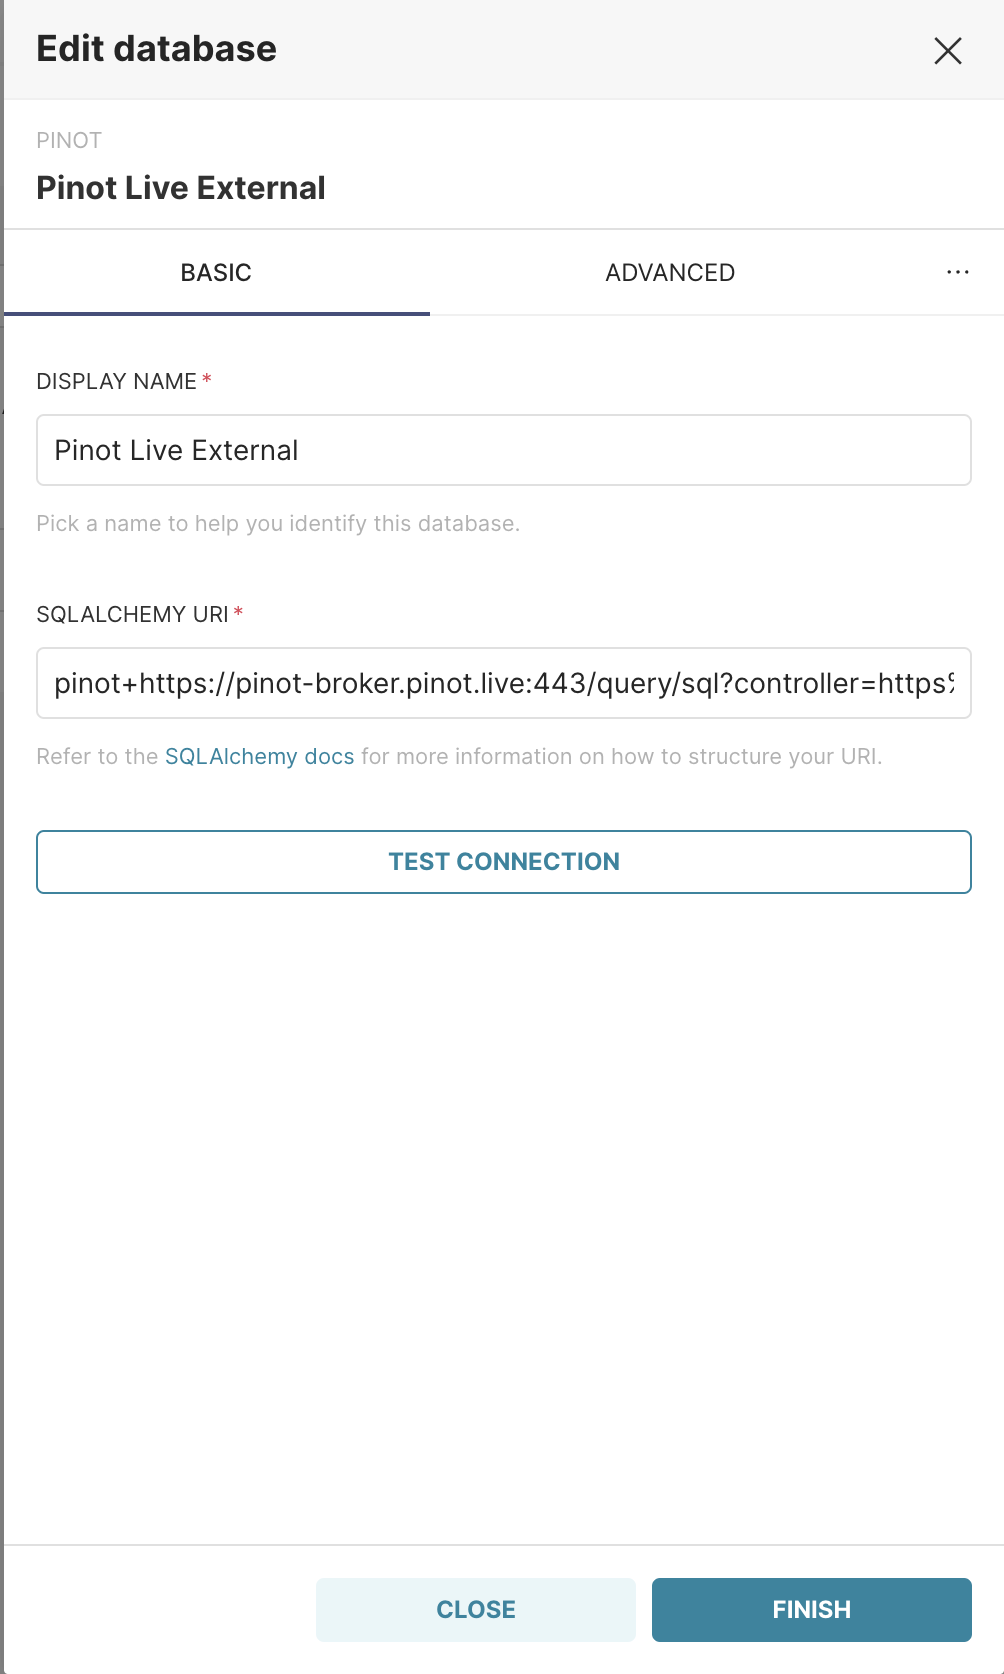 Edit database
PINOT
Pinot Live External
BASIC
ADVANCED
...
DISPLAY NAME *
Pinot Live External
Pick a name to help you identify this database.
SQLALCHEMY URI *
pinot+https://pinot-broker.pinot.live:443/query/sql?controller=https%
Refer to the SQLAlchemy docs for more information on how to structure your URI.
TEST CONNECTION
CLOSE
FINISH